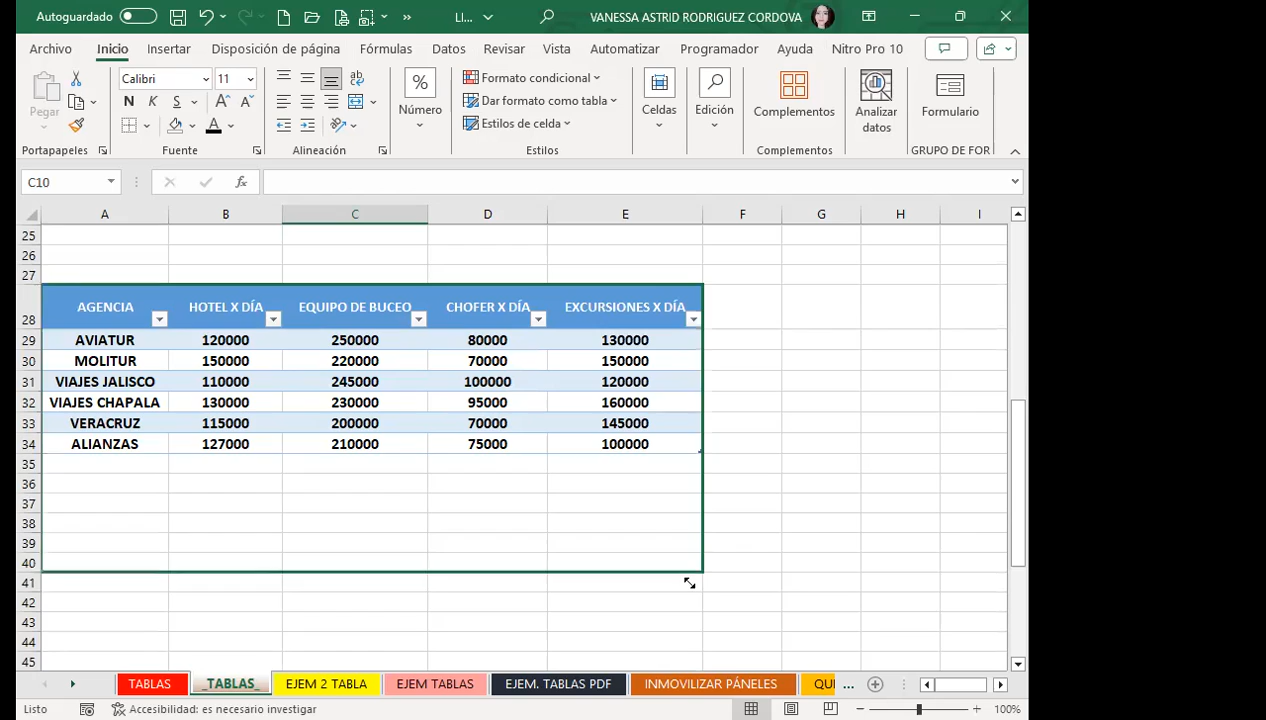 Autoguardado LI... VANESSA ASTRID RODRIGUEZ CORDOVA
Archivo Inicio Insertar Disposición de página Fórmulas Datos Revisar Vista Automatizar Programador Ayuda Nitro Pro 10
Pegar Calibri 11 N K S A A A ab % Número Formato condicional Dar formato como tabla Estilos de celda Celdas Edición Complementos Analizar datos Formulario
Portapapeles Fuente Alineación Estilos Complementos GRUPO DE FOR
C10 fx
A B C D E F G H I
25
26
27
28 AGENCIA HOTEL X DÍA EQUIPO DE BUCEO CHOFER X DÍA EXCURSIONES X DÍA
29 AVIATUR 120000 250000 80000 130000
30 MOLITUR 150000 220000 70000 150000
31 VIAJES JALISCO 110000 245000 100000 120000
32 VIAJES CHAPALA 130000 230000 95000 160000
33 VERACRUZ 115000 200000 70000 145000
34 ALIANZAS 127000 210000 75000 100000
35
36
37
38
39
40
41
42
43
44
45
TABLAS _TABLAS_ EJEM 2 TABLA EJEM TABLAS EJEM. TABLAS PDF INMOVILIZAR PÁNELES QUI ...
Listo Accesibilidad: es necesario investigar 100%